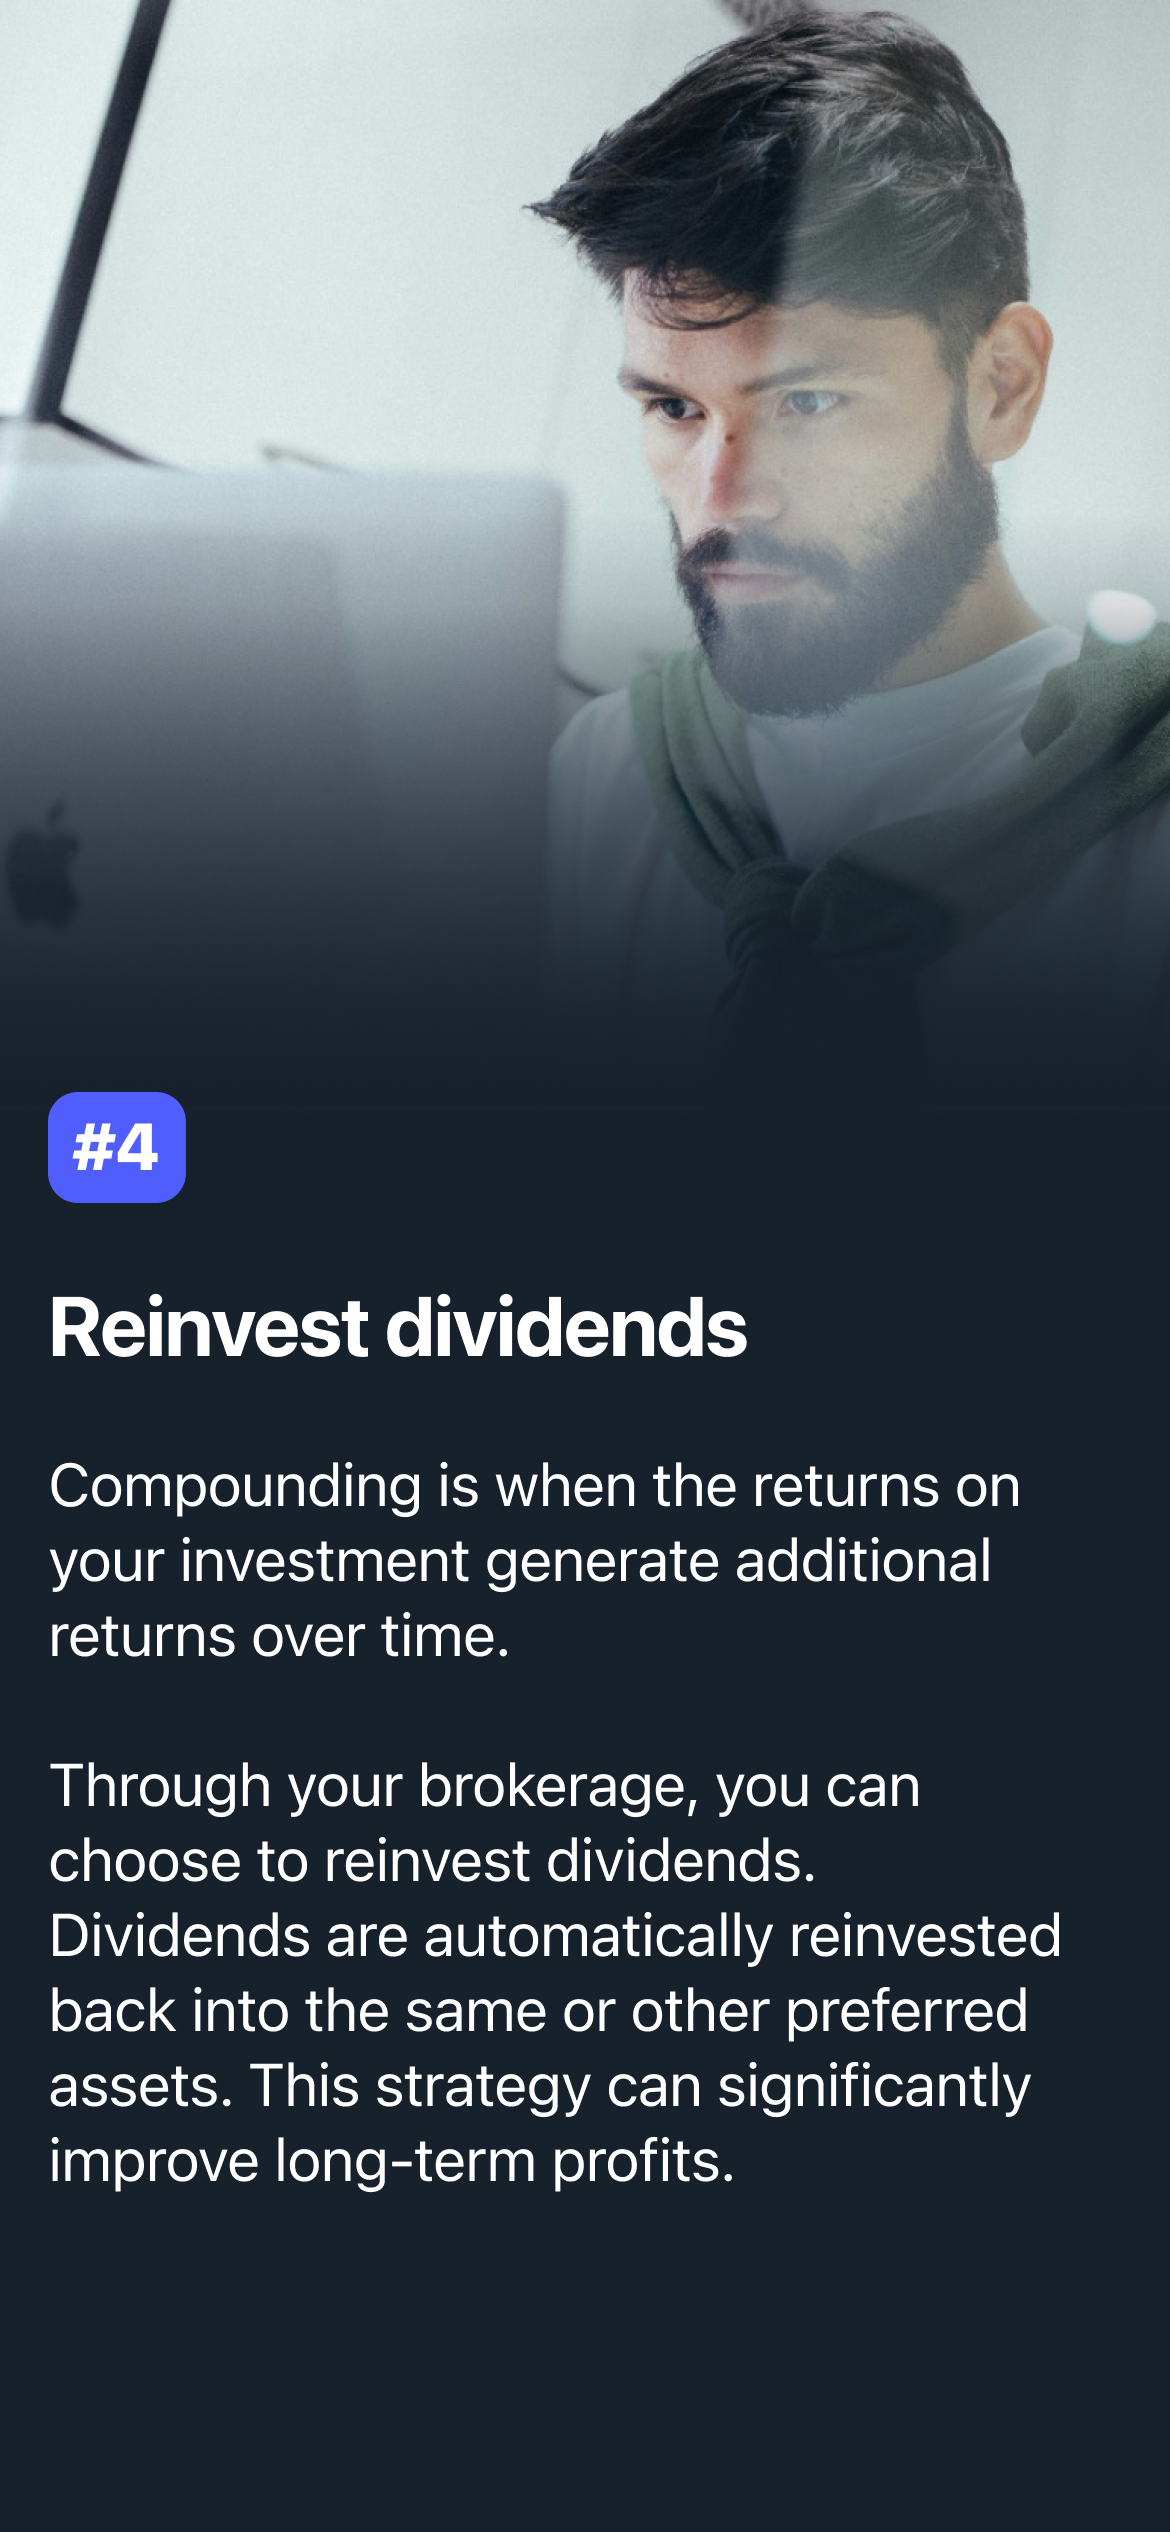 #4
Reinvest dividends
Compounding is when the returns on
your investment generate additional
returns over time.
Through your brokerage, you can
choose to reinvest dividends.
Dividends are automatically reinvested
back into the same or other preferred
assets. This strategy can significantly
improve long-term profits.